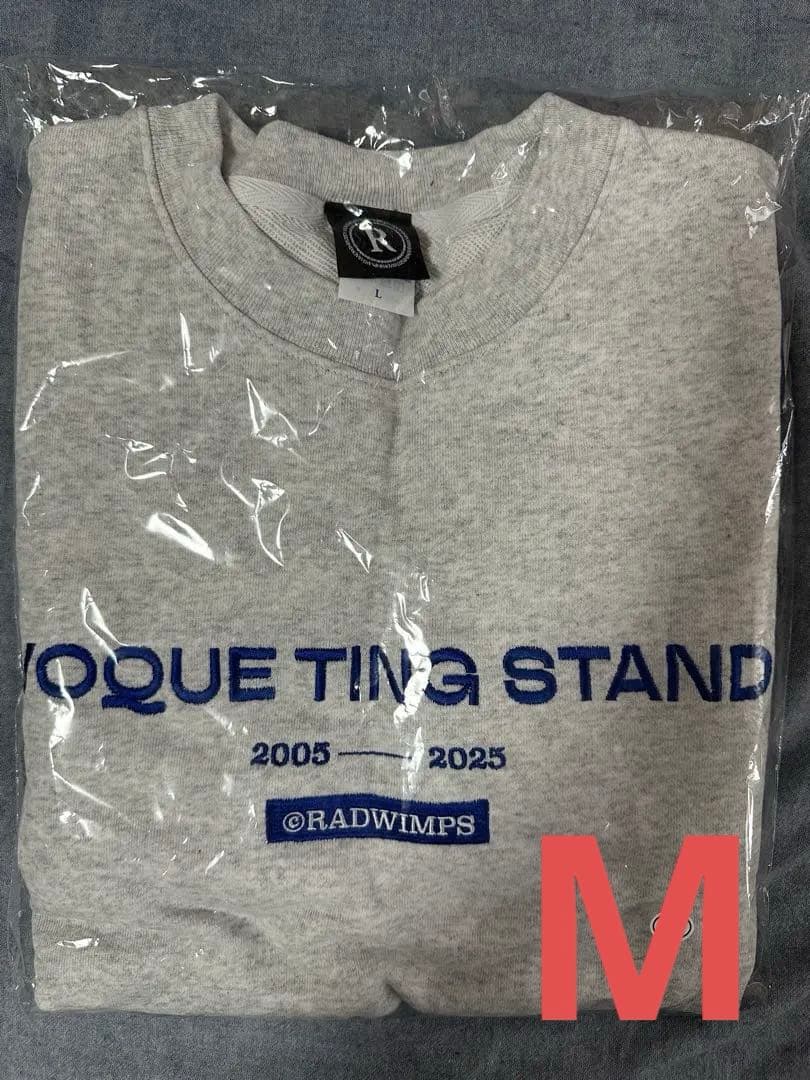 R
L
VOQUE TING STAND
2005 — 2025
©RADWIMPS
M